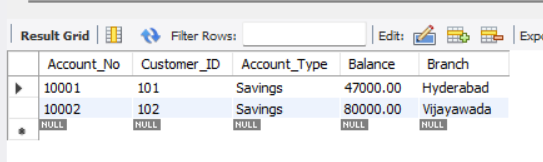 Result Grid Filter Rows: Edit: Expo
Account_No Customer_ID Account_Type Balance Branch
10001 101 Savings 47000.00 Hyderabad
10002 102 Savings 80000.00 Vijayawada
NULL NULL NULL NULL NULL